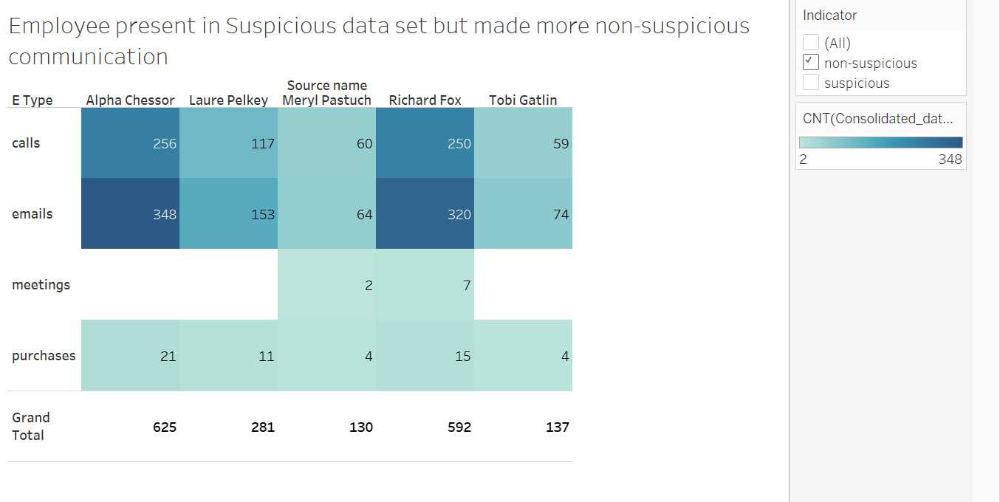 Employee present in Suspicious data set but made more non-suspicious
communication
Source name
E Type Alpha Chessor Laure Pelkey Meryl Pastuch Richard Fox Tobi Gatlin
calls 256 117 60 250 59
emails 348 153 64 320 74
meetings 2 7
purchases 21 11 4 15 4
Grand
Total 625 281 130 592 137
Indicator
(All)
non-suspicious
suspicious
CNT(Consolidated_dat...
2 348